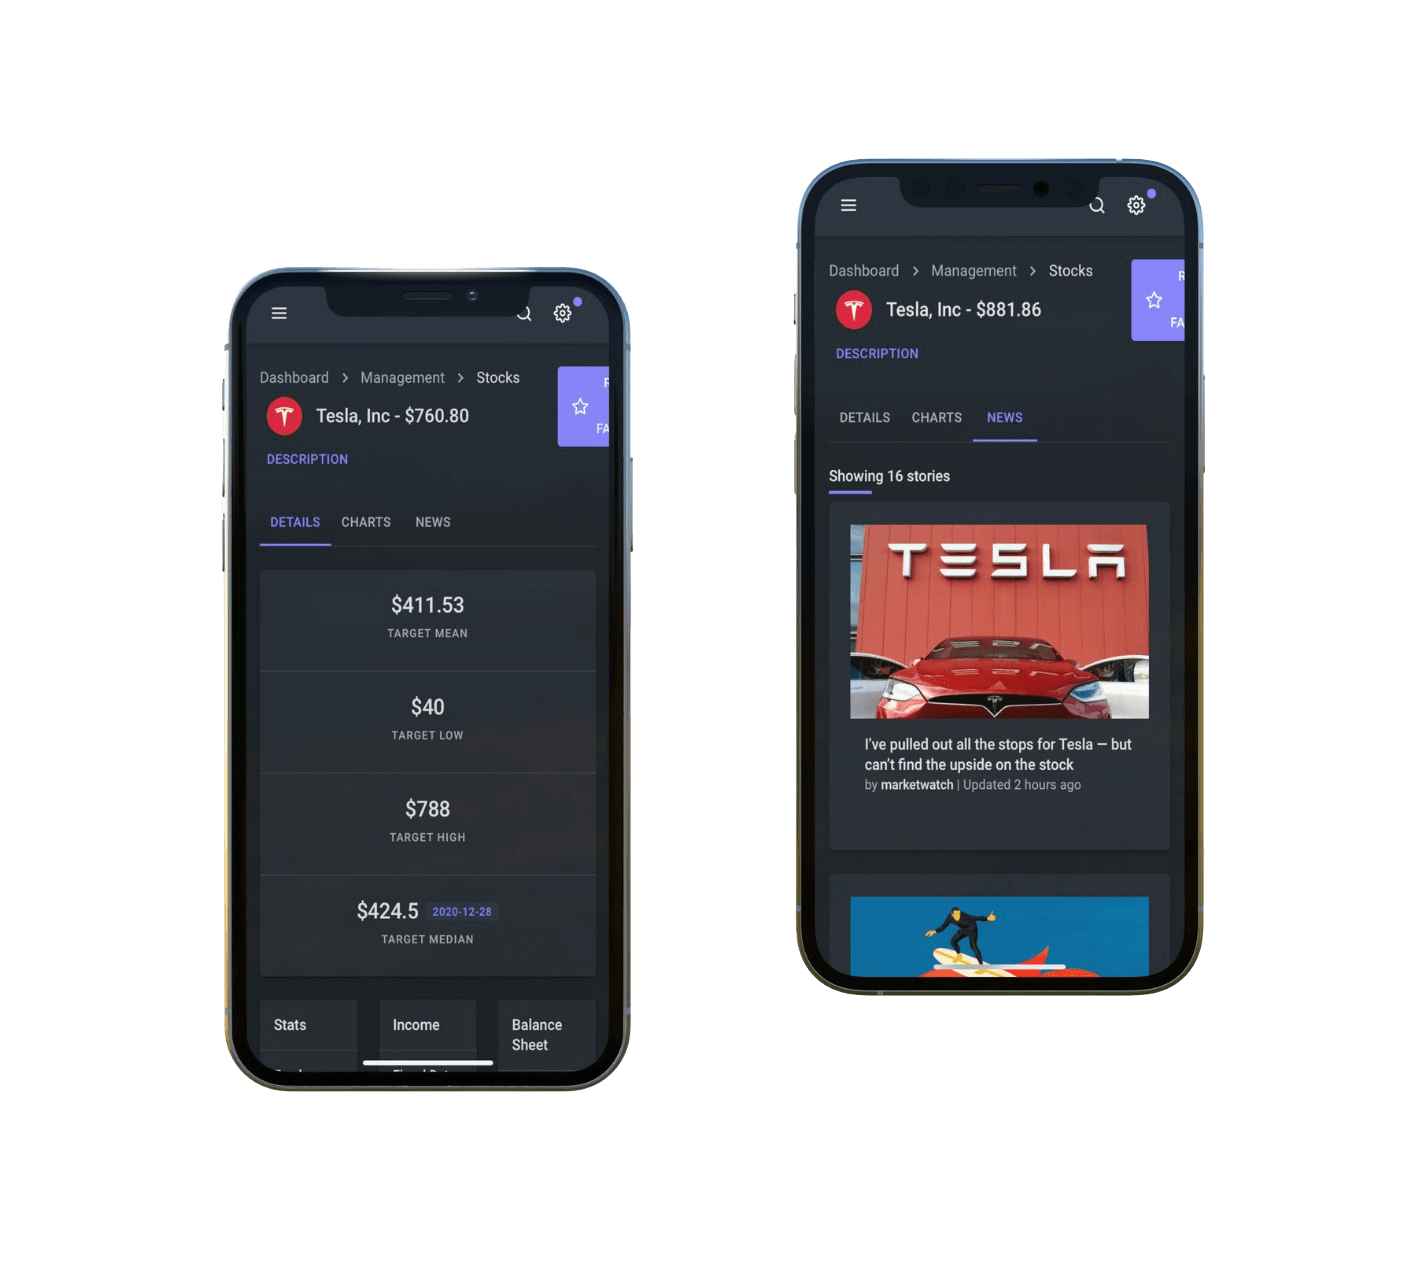 Dashboard > Management > Stocks
Tesla, Inc - $760.80
DESCRIPTION
DETAILS CHARTS NEWS
$411.53
TARGET MEAN
$40
TARGET LOW
$788
TARGET HIGH
$424.5 2020-12-28
TARGET MEDIAN
Stats Income Balance
Sheet
Dashboard > Management > Stocks
Tesla, Inc - $881.86
DESCRIPTION
DETAILS CHARTS NEWS
Showing 16 stories
TESLA
I've pulled out all the stops for Tesla — but
can't find the upside on the stock
by marketwatch | Updated 2 hours ago